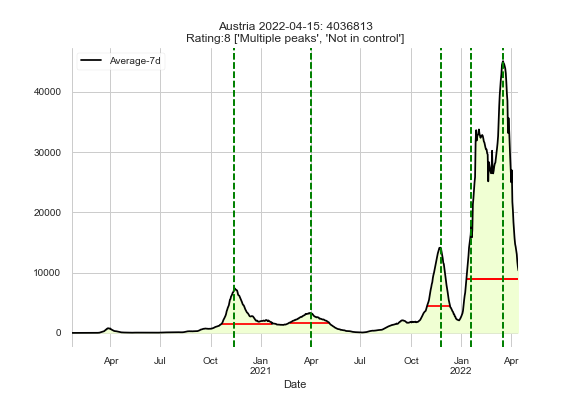 Austria 2022-04-15: 4036813
Rating:8 ['Multiple peaks', 'Not in control']
Average-7d
40000
30000
20000
10000
0
Apr Jul Oct Jan Apr Jul Oct Jan Apr
2021 2022
Date